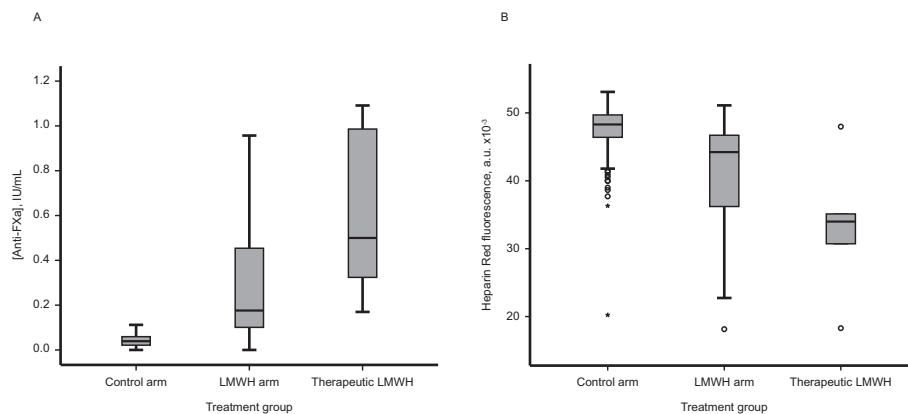 A
[Anti-FXa], IU/mL
1.2
1.0
0.8
0.6
0.4
0.2
0.0
Control arm LMWH arm Therapeutic LMWH
Treatment group
B
Heparin Red fluorescence, a.u. x10⁻³
50
40
30
20
Control arm LMWH arm Therapeutic LMWH
Treatment group